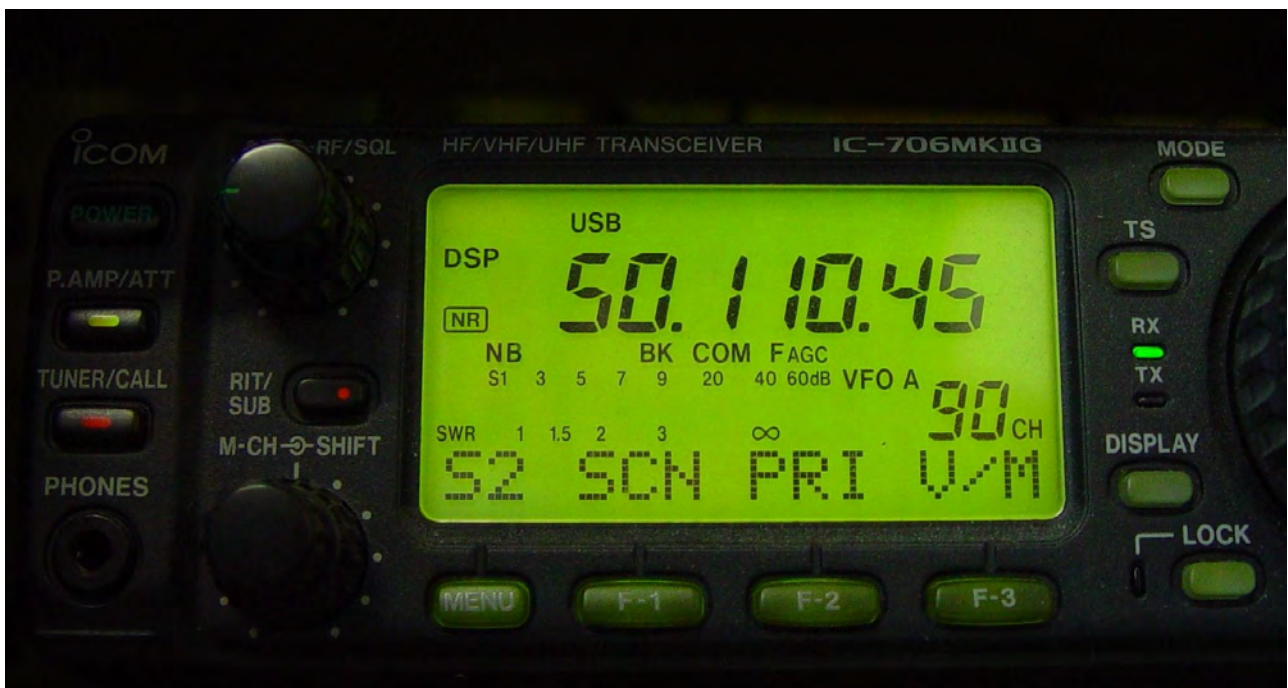 ICOM
POWER
P.AMP/ATT
TUNER/CALL
PHONES
RF/SQL
RIT/
SUB
M-CH SHIFT
HF/VHF/UHF TRANSCEIVER IC-706MKIIG
USB
DSP 50.110.45
NR
NB BK COM FAGC
S1 3 5 7 9 20 40 60dB VFO A
90 CH
SWR 1 1.5 2 3 ∞
S2 SCN PRI V/M
MENU F-1 F-2 F-3
MODE
TS
RX
TX
DISPLAY
LOCK